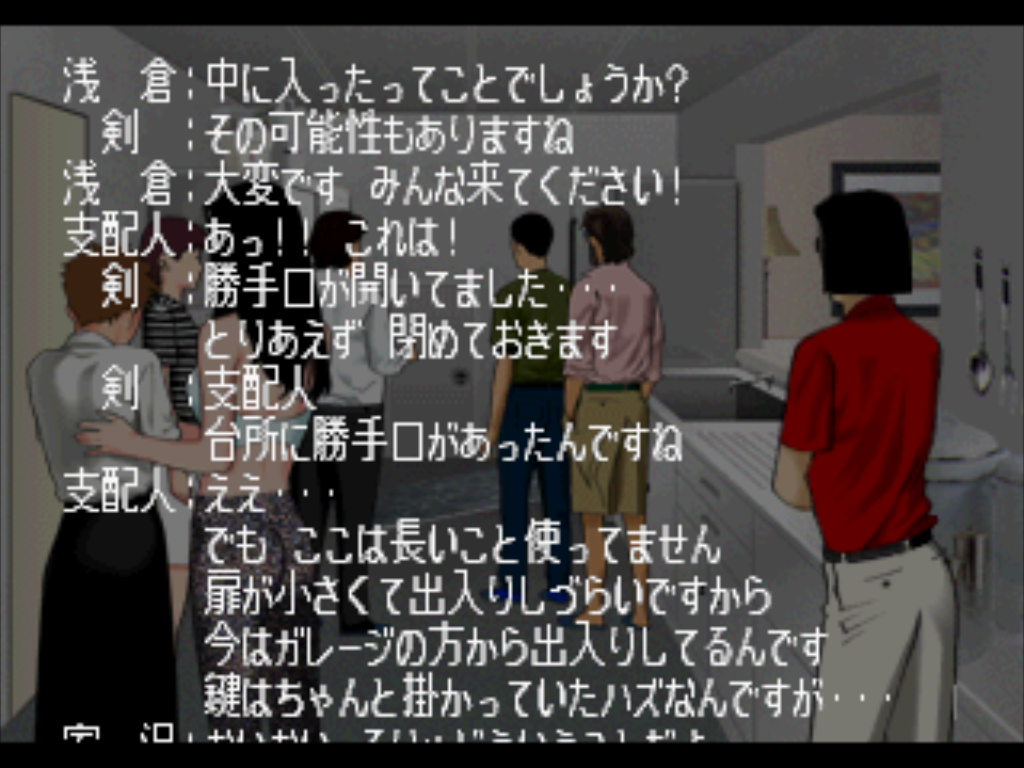 浅　倉：中に入ったってことでしょうか？
剣　：その可能性もありますね
浅　倉：大変です　みんな来てください！
支配人：あっ！！　これは！
剣　：勝手口が開いてました・・・
とりあえず　閉めておきます
剣　：支配人
台所に勝手口があったんですね
支配人：ええ・・・
でも　ここは長いこと使ってません
扉が小さくて出入りしづらいですから
今はガレージの方から出入りしてるんです
鍵はちゃんと掛かっていたハズなんですが・・・